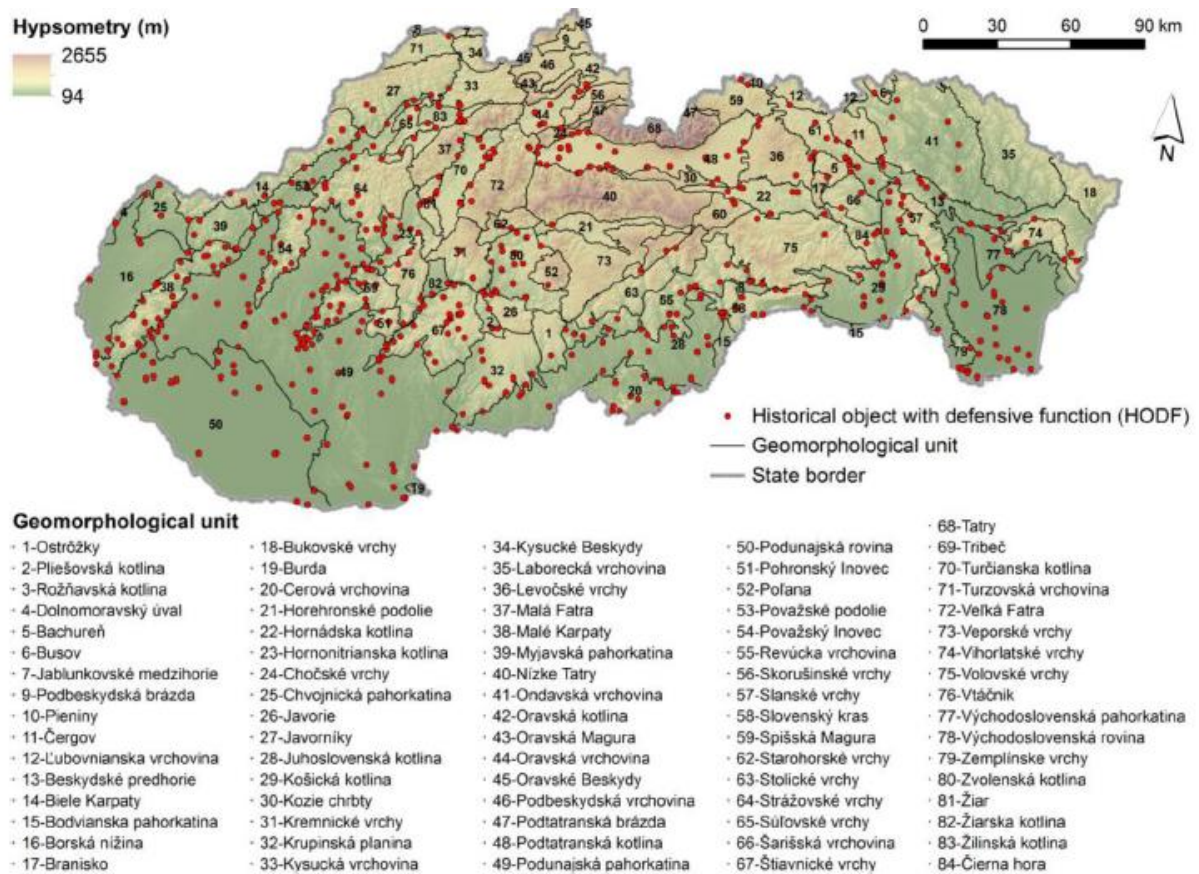 Hypsometry (m)
2655
94
0 30 60 90 km
N
Historical object with defensive function (HODF)
Geomorphological unit
State border
Geomorphological unit
· 1-Ostrôžky
· 2-Pliešovská kotlina
· 3-Rožňavská kotlina
· 4-Dolnomoravský úval
· 5-Bachureň
· 6-Busov
· 7-Jablunkovské medzihorie
· 9-Podbeskydská brázda
· 10-Pieniny
· 11-Čergov
· 12-Ľubovnianska vrchovina
· 13-Beskydské predhorie
· 14-Biele Karpaty
· 15-Bodvianska pahorkatina
· 16-Borská nížina
· 17-Branisko
· 18-Bukovské vrchy
· 19-Burda
· 20-Cerová vrchovina
· 21-Horehronské podolie
· 22-Hornádska kotlina
· 23-Hornonitrianska kotlina
· 24-Chočské vrchy
· 25-Chvojnická pahorkatina
· 26-Javorie
· 27-Javorníky
· 28-Juhoslovenská kotlina
· 29-Košická kotlina
· 30-Kozie chrbty
· 31-Kremnické vrchy
· 32-Krupinská planina
· 33-Kysucká vrchovina
· 34-Kysucké Beskydy
· 35-Laborecká vrchovina
· 36-Levočské vrchy
· 37-Malá Fatra
· 38-Malé Karpaty
· 39-Myjavská pahorkatina
· 40-Nízke Tatry
· 41-Ondavská vrchovina
· 42-Oravská kotlina
· 43-Oravská Magura
· 44-Oravská vrchovina
· 45-Oravské Beskydy
· 46-Podbeskydská vrchovina
· 47-Podtatranská brázda
· 48-Podtatranská kotlina
· 49-Podunajská pahorkatina
· 50-Podunajská rovina
· 51-Pohronský Inovec
· 52-Poľana
· 53-Považské podolie
· 54-Považský Inovec
· 55-Revúcka vrchovina
· 56-Skorušinské vrchy
· 57-Slanské vrchy
· 58-Slovenský kras
· 59-Spišská Magura
· 62-Starohorské vrchy
· 63-Stolické vrchy
· 64-Strážovské vrchy
· 65-Súľovské vrchy
· 66-Šarišská vrchovina
· 67-Štiavnické vrchy
· 68-Tatry
· 69-Tribeč
· 70-Turčianska kotlina
· 71-Turzovská vrchovina
· 72-Veľká Fatra
· 73-Veporské vrchy
· 74-Vihorlatské vrchy
· 75-Volovské vrchy
· 76-Vtáčnik
· 77-Východoslovenská pahorkatina
· 78-Východoslovenská rovina
· 79-Zemplínske vrchy
· 80-Zvolenská kotlina
· 81-Žiar
· 82-Žiarska kotlina
· 83-Žilinská kotlina
· 84-Čierna hora